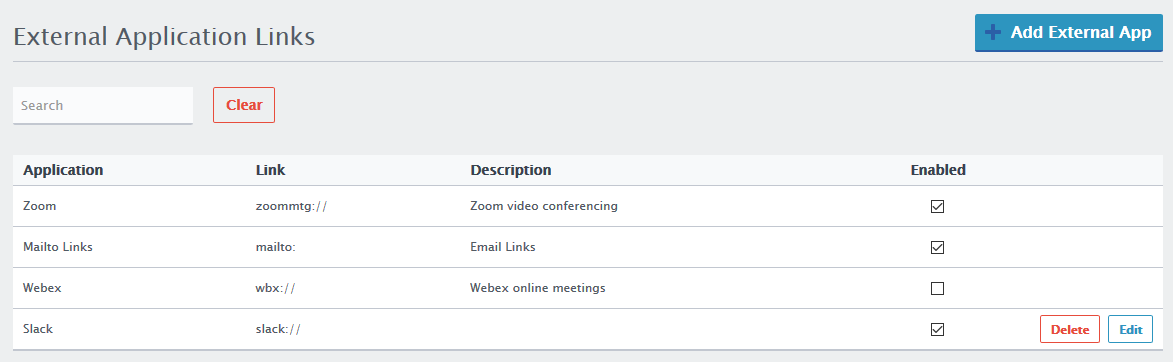 External Application Links
Add External App
Search
Clear
Application Link Description Enabled
Zoom zoommtg:// Zoom video conferencing
Mailto Links mailto: Email Links
Webex wbx:// Webex online meetings
Slack slack:// Delete Edit